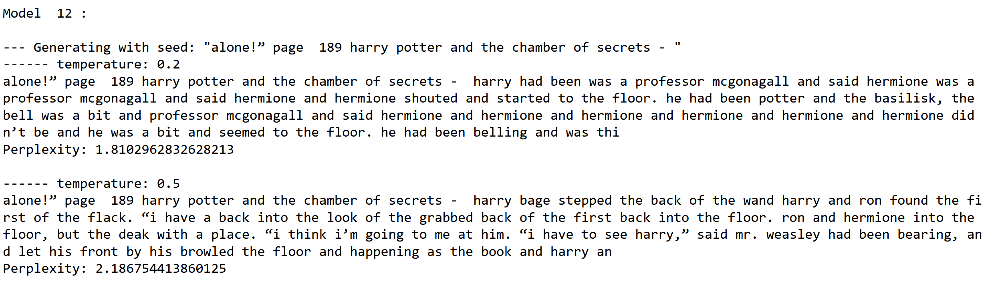 Model  12 :
--- Generating with seed: "alone!” page  189 harry potter and the chamber of secrets - "
------ temperature: 0.2
alone!” page  189 harry potter and the chamber of secrets -  harry had been was a professor mcgonagall and said hermione was a
professor mcgonagall and said hermione and hermione shouted and started to the floor. he had been potter and the basilisk, the
bell was a bit and professor mcgonagall and said hermione and hermione and hermione and hermione and hermione and hermione did
n’t be and he was a bit and seemed to the floor. he had been belling and was thi
Perplexity: 1.8102962832628213
------ temperature: 0.5
alone!” page  189 harry potter and the chamber of secrets -  harry bage stepped the back of the wand harry and ron found the fi
rst of the flack. “i have a back into the look of the grabbed back of the first back into the floor. ron and hermione into the
floor, but the deak with a place. “i think i’m going to me at him. “i have to see harry,” said mr. weasley had been bearing, an
d let his front by his browled the floor and happening as the book and harry an
Perplexity: 2.186754413860125